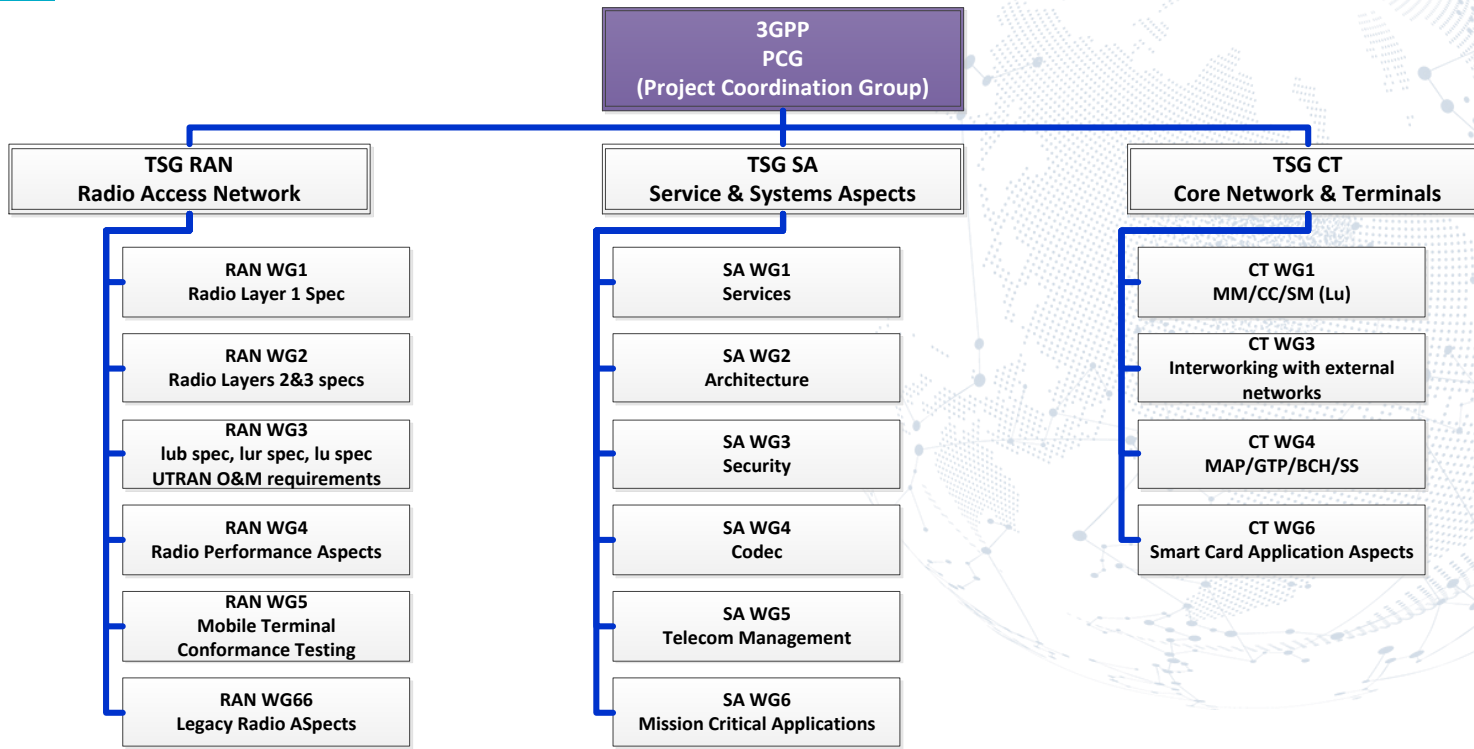 3GPP
PCG
(Project Coordination Group)
TSG RAN
Radio Access Network
RAN WG1
Radio Layer 1 Spec
RAN WG2
Radio Layers 2&3 specs
RAN WG3
lub spec, lur spec, lu spec
UTRAN O&M requirements
RAN WG4
Radio Performance Aspects
RAN WG5
Mobile Terminal
Conformance Testing
RAN WG66
Legacy Radio ASpects
TSG SA
Service & Systems Aspects
SA WG1
Services
SA WG2
Architecture
SA WG3
Security
SA WG4
Codec
SA WG5
Telecom Management
SA WG6
Mission Critical Applications
TSG CT
Core Network & Terminals
CT WG1
MM/CC/SM (Lu)
CT WG3
Interworking with external
networks
CT WG4
MAP/GTP/BCH/SS
CT WG6
Smart Card Application Aspects